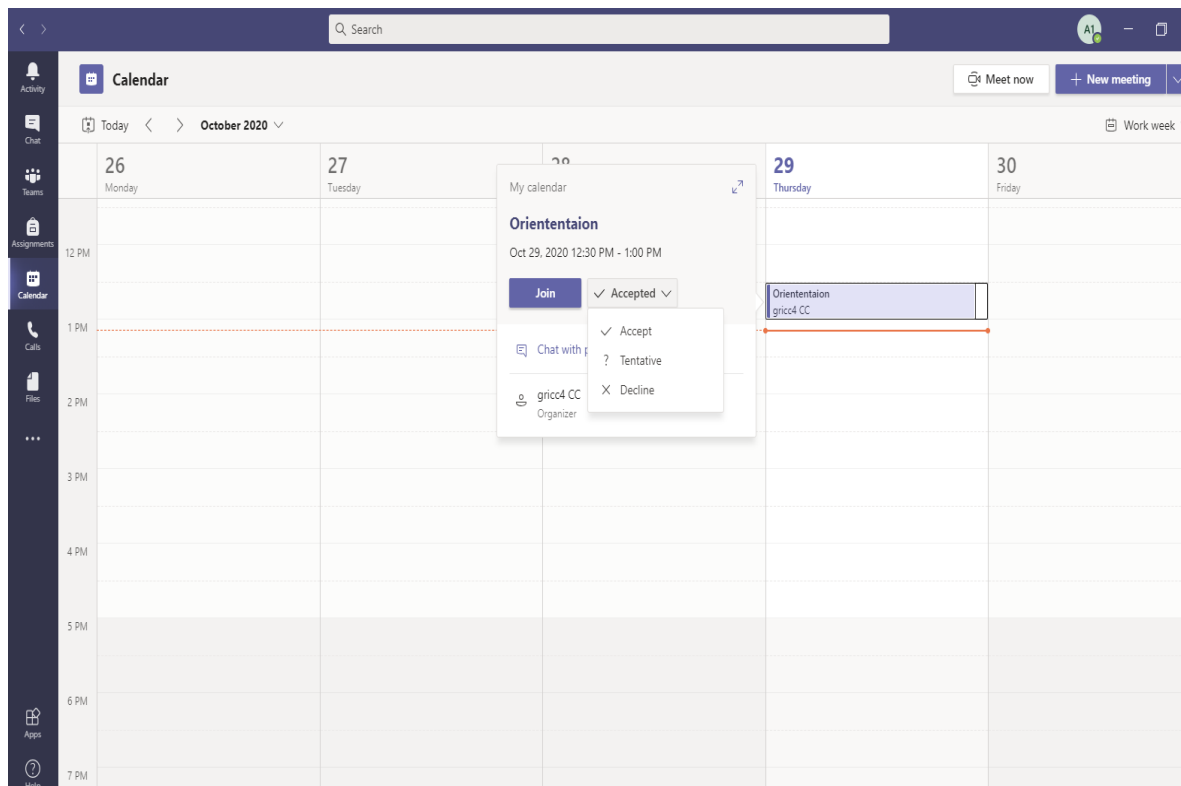 Search
A1
Activity
Chat
Teams
Assignments
Calendar
Calls
Files
Apps
Calendar
Meet now
+ New meeting
Today
October 2020
Work week
26
Monday
27
Tuesday
29
Thursday
30
Friday
12 PM
1 PM
2 PM
3 PM
4 PM
5 PM
6 PM
7 PM
My calendar
Oriententaion
Oct 29, 2020 12:30 PM - 1:00 PM
Join
Accepted
Accept
? Tentative
X Decline
Chat with
gricc4 CC
Organizer
Oriententaion
gricc4 CC